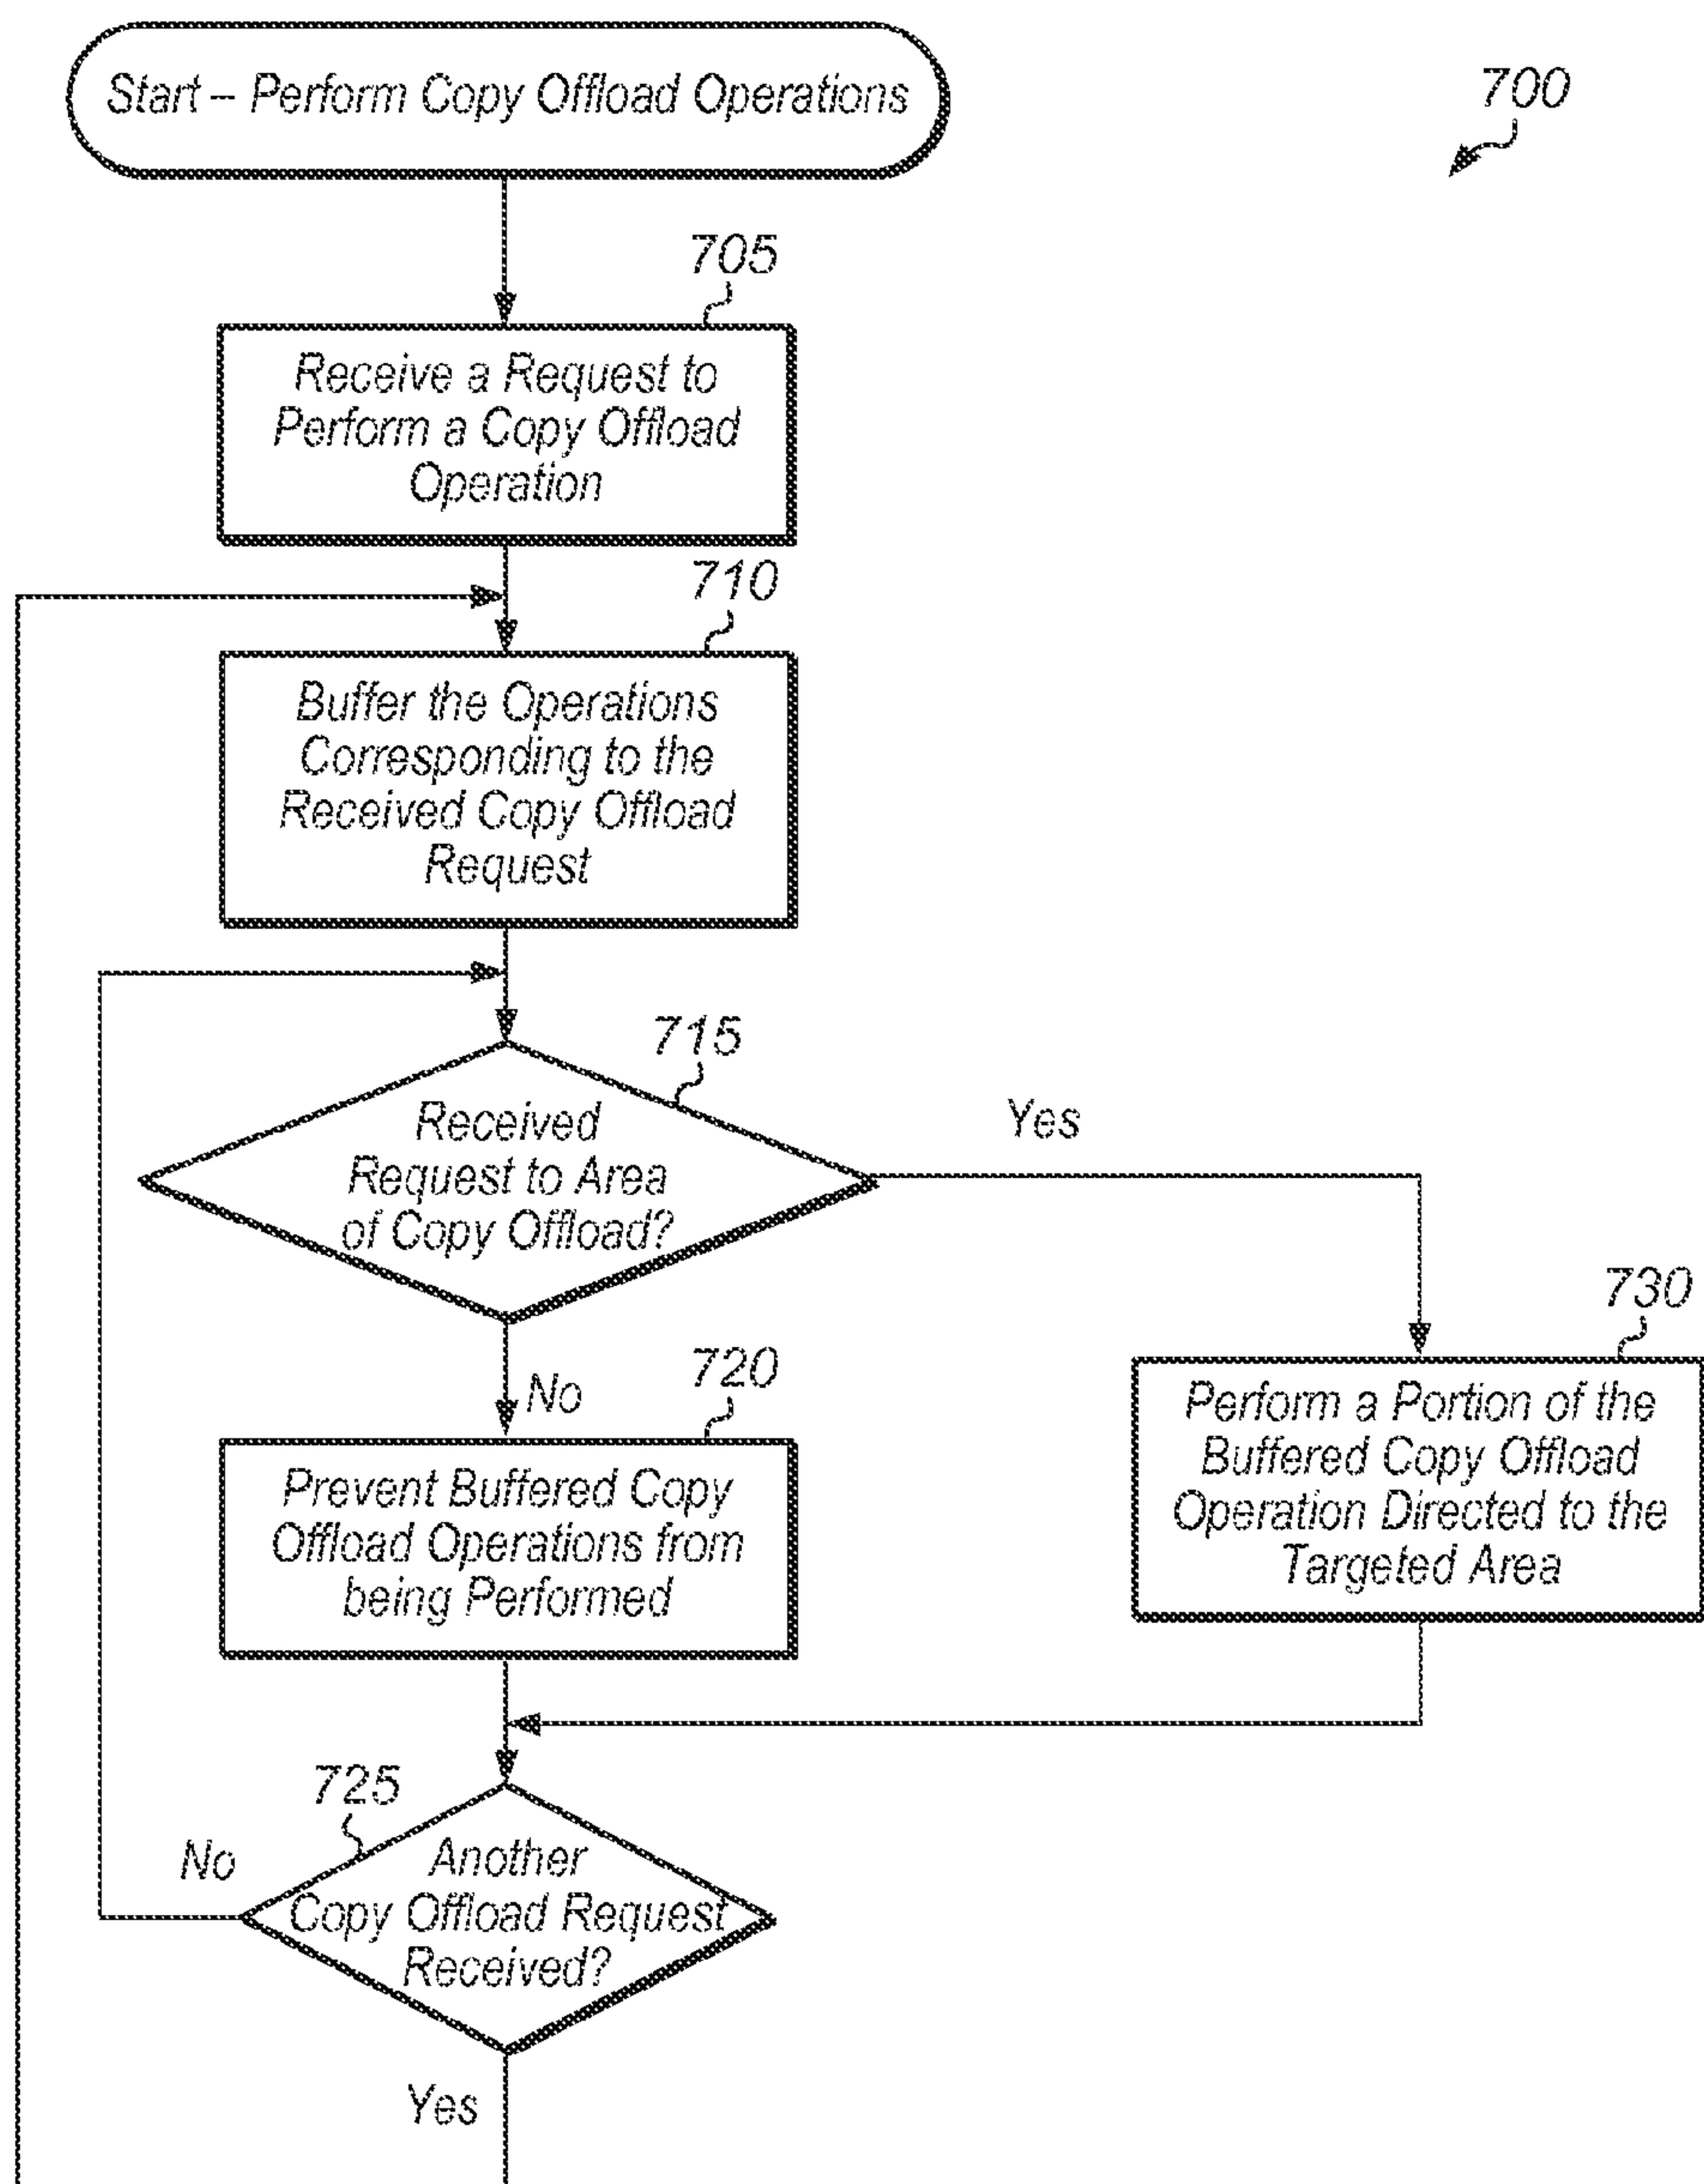 Start – Perform Copy Offload Operations
700
705
Receive a Request to
Perform a Copy Offload
Operation
710
Buffer the Operations
Corresponding to the
Received Copy Offload
Request
715
Received
Request to Area
of Copy Offload?
Yes
No
720
Prevent Buffered Copy
Offload Operations from
being Performed
730
Perform a Portion of the
Buffered Copy Offload
Operation Directed to the
Targeted Area
725
Another
Copy Offload Request
Received?
No
Yes